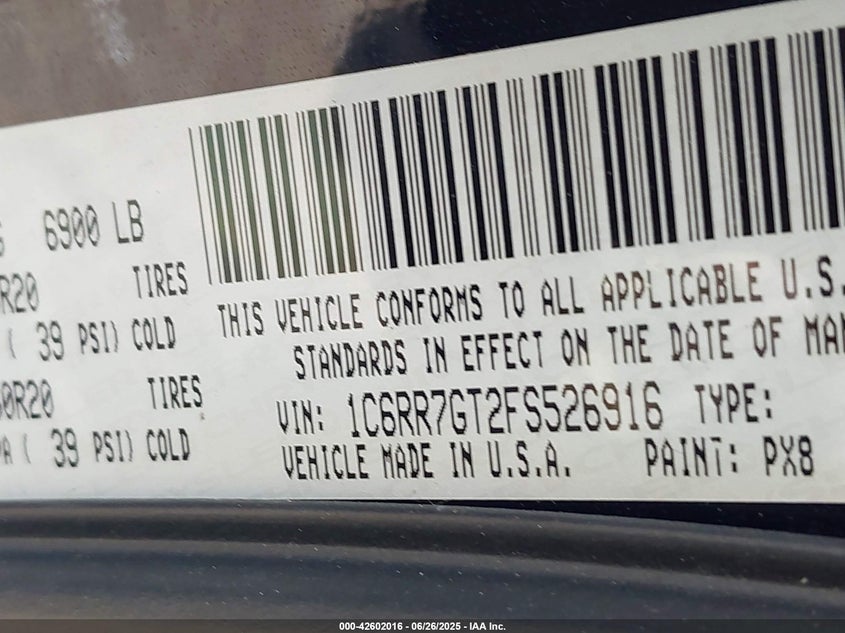 6900 LB
R20 TIRES
( 39 PSI) COLD
0R20 TIRES
( 39 PSI) COLD
THIS VEHICLE CONFORMS TO ALL APPLICABLE U.S.
STANDARDS IN EFFECT ON THE DATE OF MAN
VIN: 1C6RR7GT2FS526916 TYPE:
VEHICLE MADE IN U.S.A. PAINT: PX8
000-42602016 - 06/26/2025 - IAA Inc.